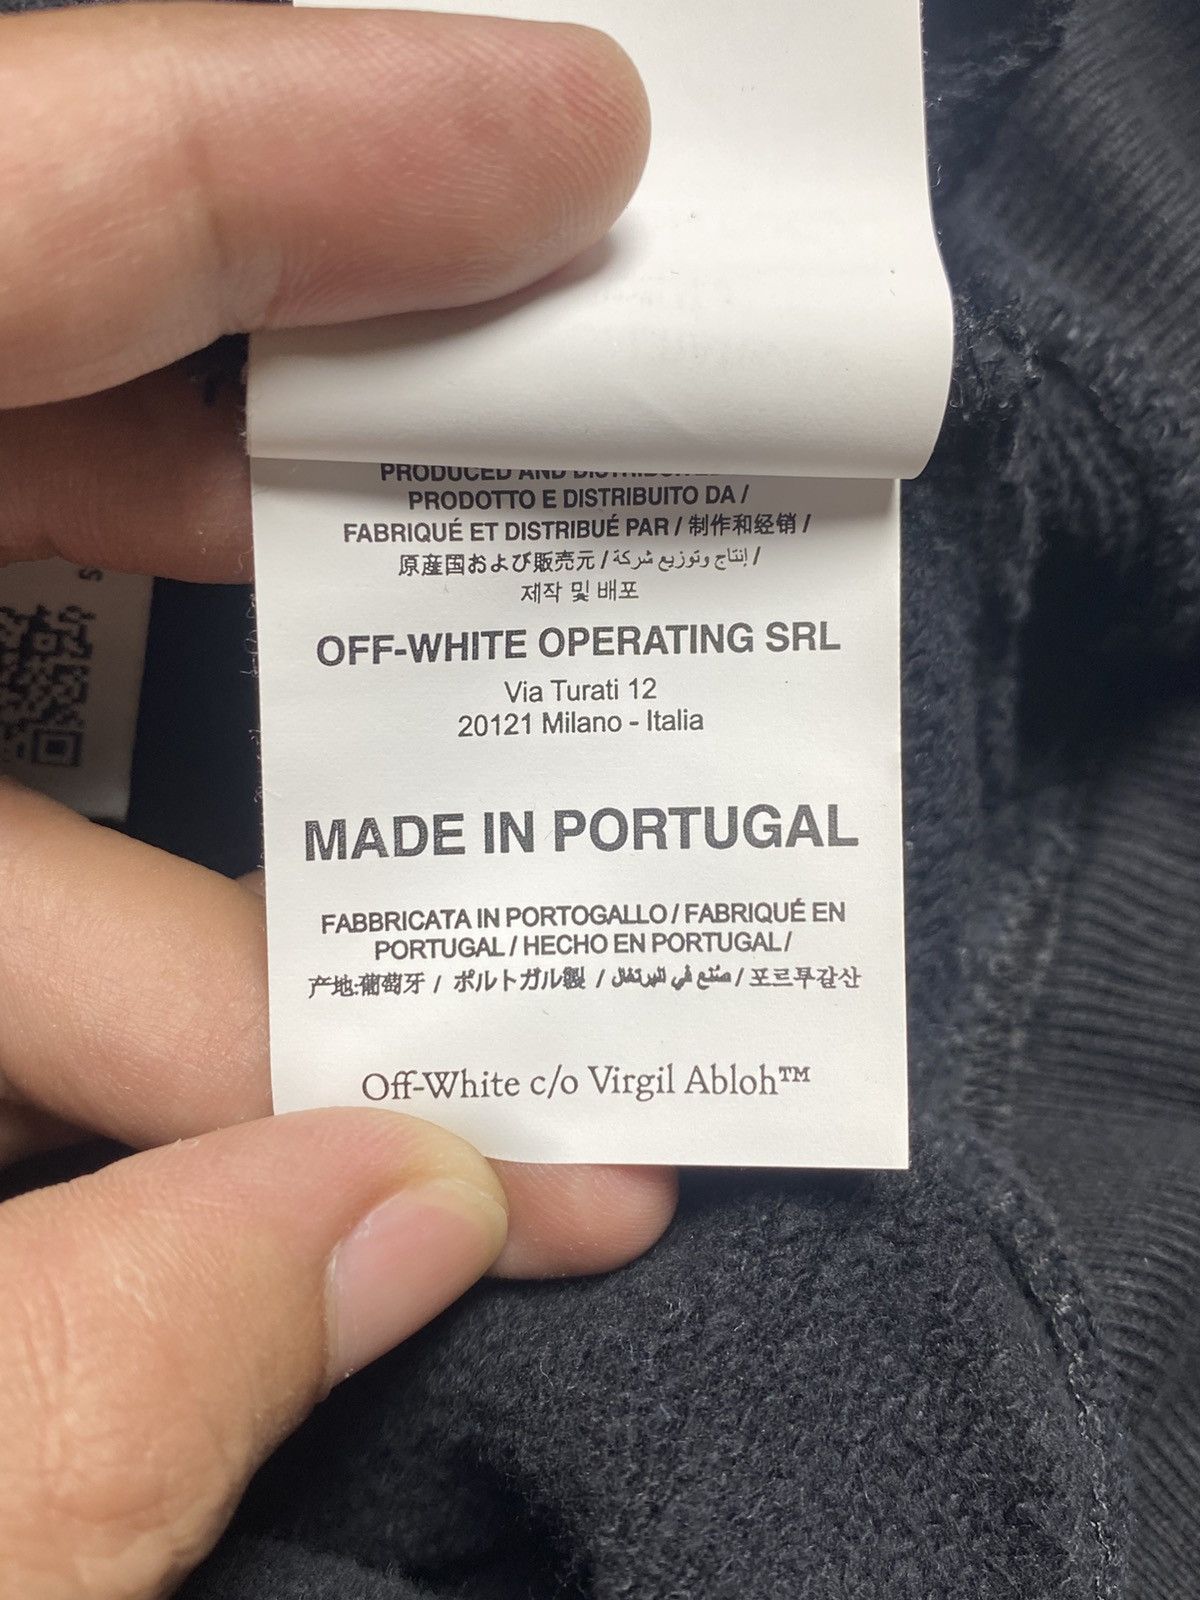 PRODUCED AND DISTRIBUTED
PRODOTTO E DISTRIBUITO DA /
FABRIQUÉ ET DISTRIBUÉ PAR / 制作和经销 /
原産国および販売元 / إنتاج وتوزيع شركة /
제작 및 배포
OFF-WHITE OPERATING SRL
Via Turati 12
20121 Milano - Italia
MADE IN PORTUGAL
FABBRICATA IN PORTOGALLO / FABRIQUÉ EN
PORTUGAL / HECHO EN PORTUGAL /
产地:葡萄牙 / ポルトガル製 / صنع في البرتغال / 포르투갈산
Off-White c/o Virgil Abloh™
S